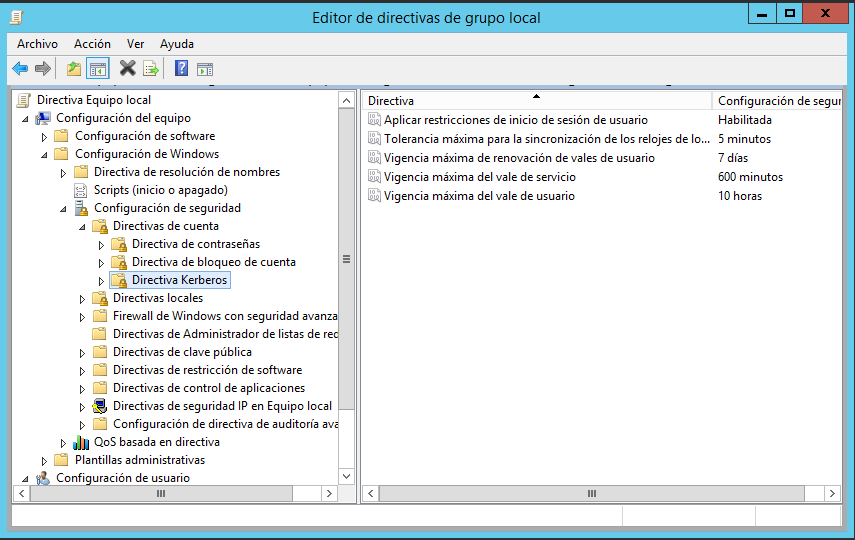 Editor de directivas de grupo local
Archivo Acción Ver Ayuda
Directiva Equipo local
Configuración del equipo
Configuración de software
Configuración de Windows
Directiva de resolución de nombres
Scripts (inicio o apagado)
Configuración de seguridad
Directivas de cuenta
Directiva de contraseñas
Directiva de bloqueo de cuenta
Directiva Kerberos
Directivas locales
Firewall de Windows con seguridad avanza
Directivas de Administrador de listas de red
Directivas de clave pública
Directivas de restricción de software
Directivas de control de aplicaciones
Directivas de seguridad IP en Equipo local
Configuración de directiva de auditoría ava
QoS basada en directiva
Plantillas administrativas
Configuración de usuario
Directiva Configuración de segur
Aplicar restricciones de inicio de sesión de usuario Habilitada
Tolerancia máxima para la sincronización de los relojes de lo... 5 minutos
Vigencia máxima de renovación de vales de usuario 7 días
Vigencia máxima del vale de servicio 600 minutos
Vigencia máxima del vale de usuario 10 horas